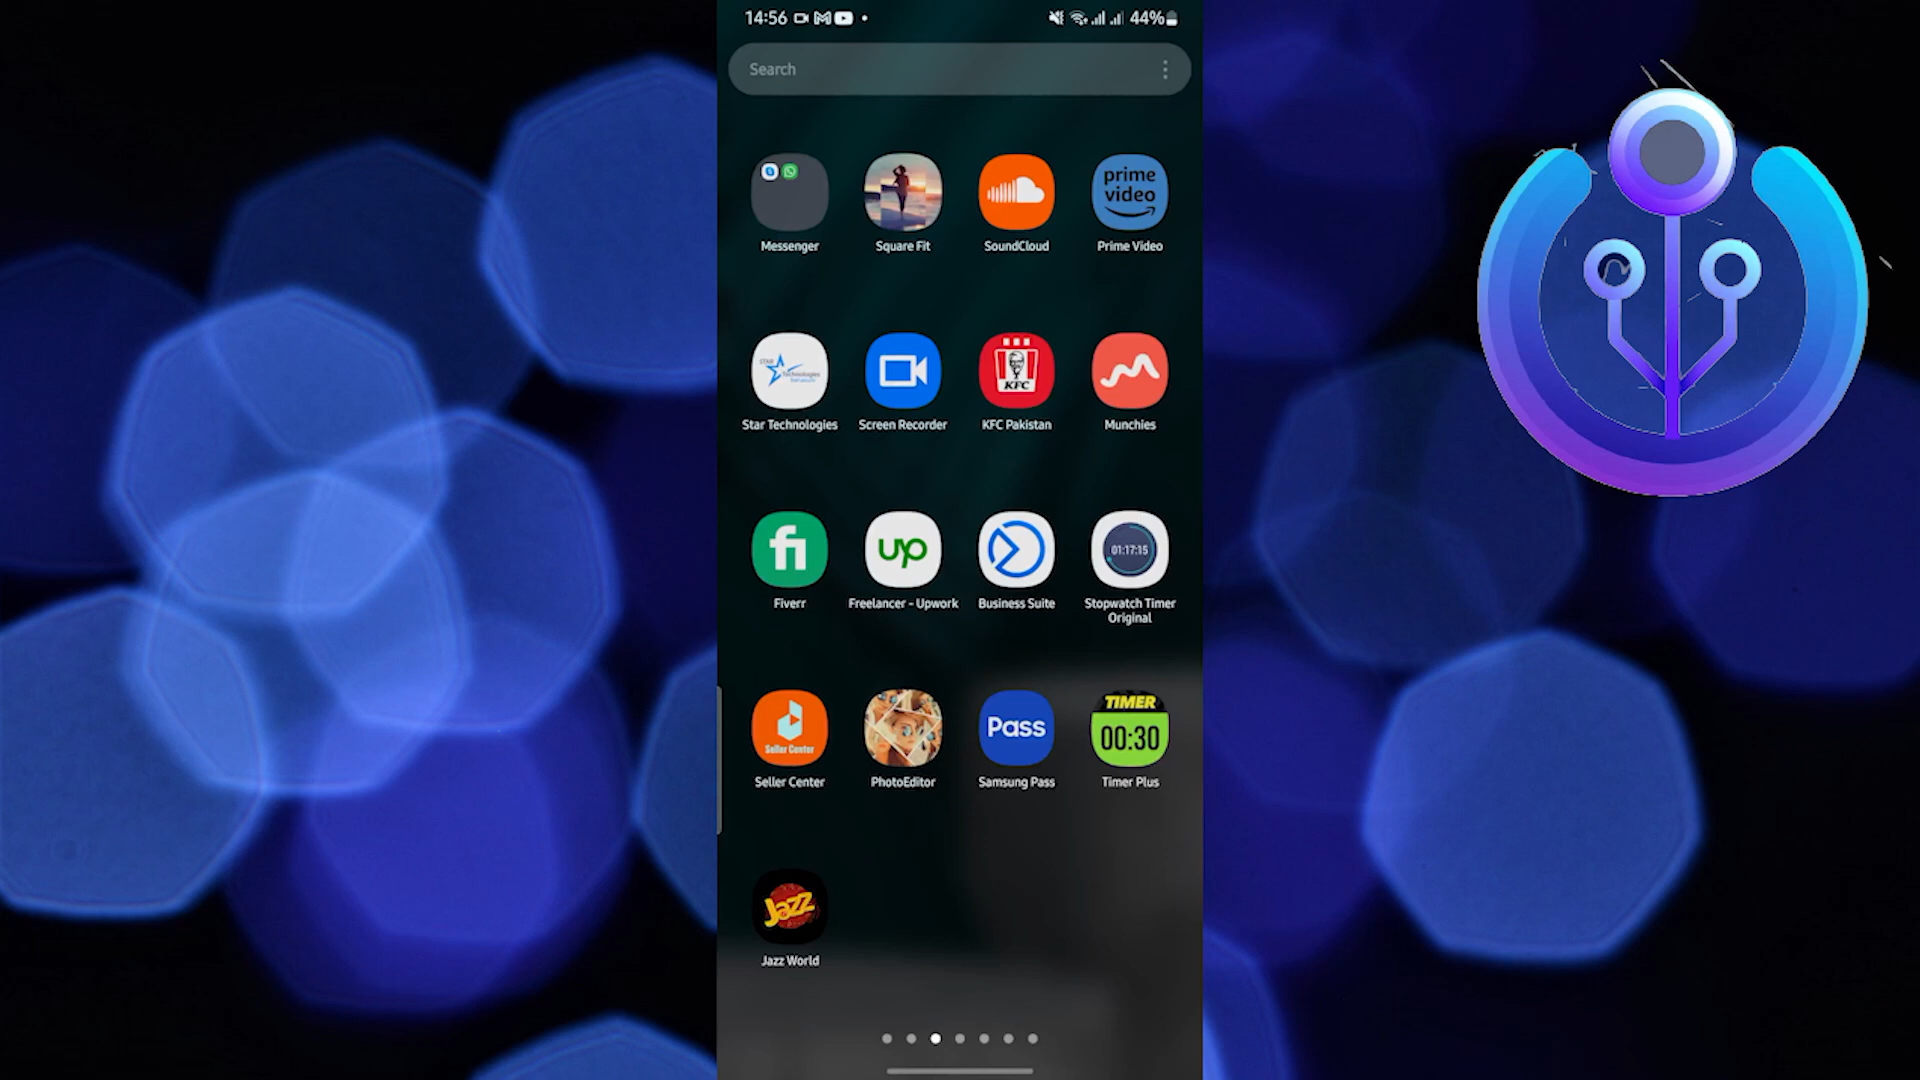 14:56
44%
Search
Messenger
Square Fit
SoundCloud
prime
video
Prime Video
STAR
Technologies
Star Technologies
Screen Recorder
KFC
KFC Pakistan
Munchies
fi
Fiverr
up
Freelancer - Upwork
Business Suite
01:17:15
Stopwatch Timer
Original
Seller Center
Seller Center
PhotoEditor
Pass
Samsung Pass
TIMER
00:30
Timer Plus
Jazz
Jazz World